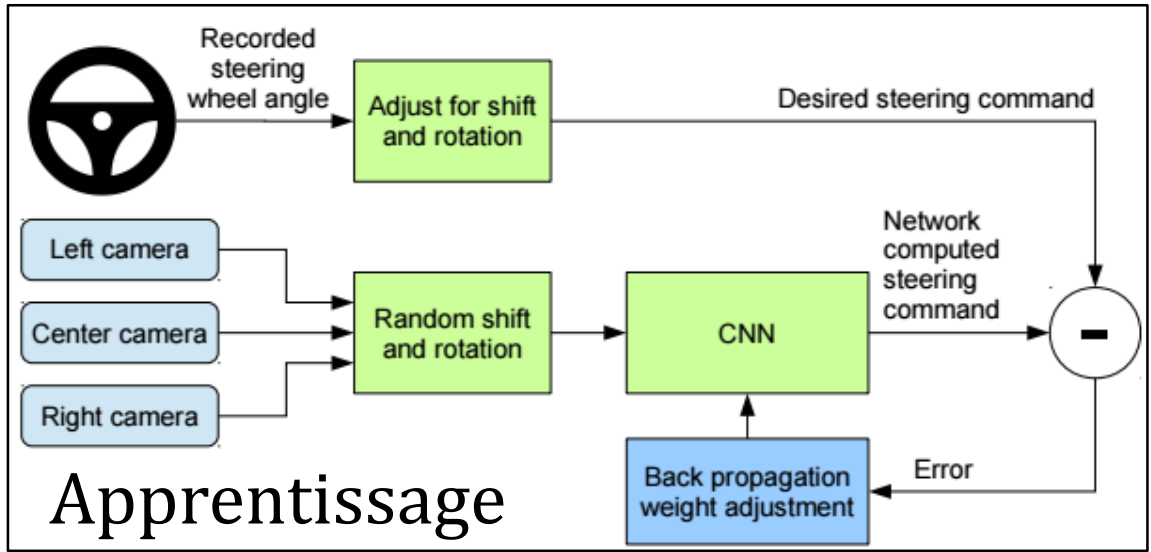 Recorded
steering
wheel angle
Adjust for shift
and rotation
Desired steering command
Left camera
Center camera
Right camera
Random shift
and rotation
CNN
Network
computed
steering
command
-
Back propagation
weight adjustment
Error
Apprentissage